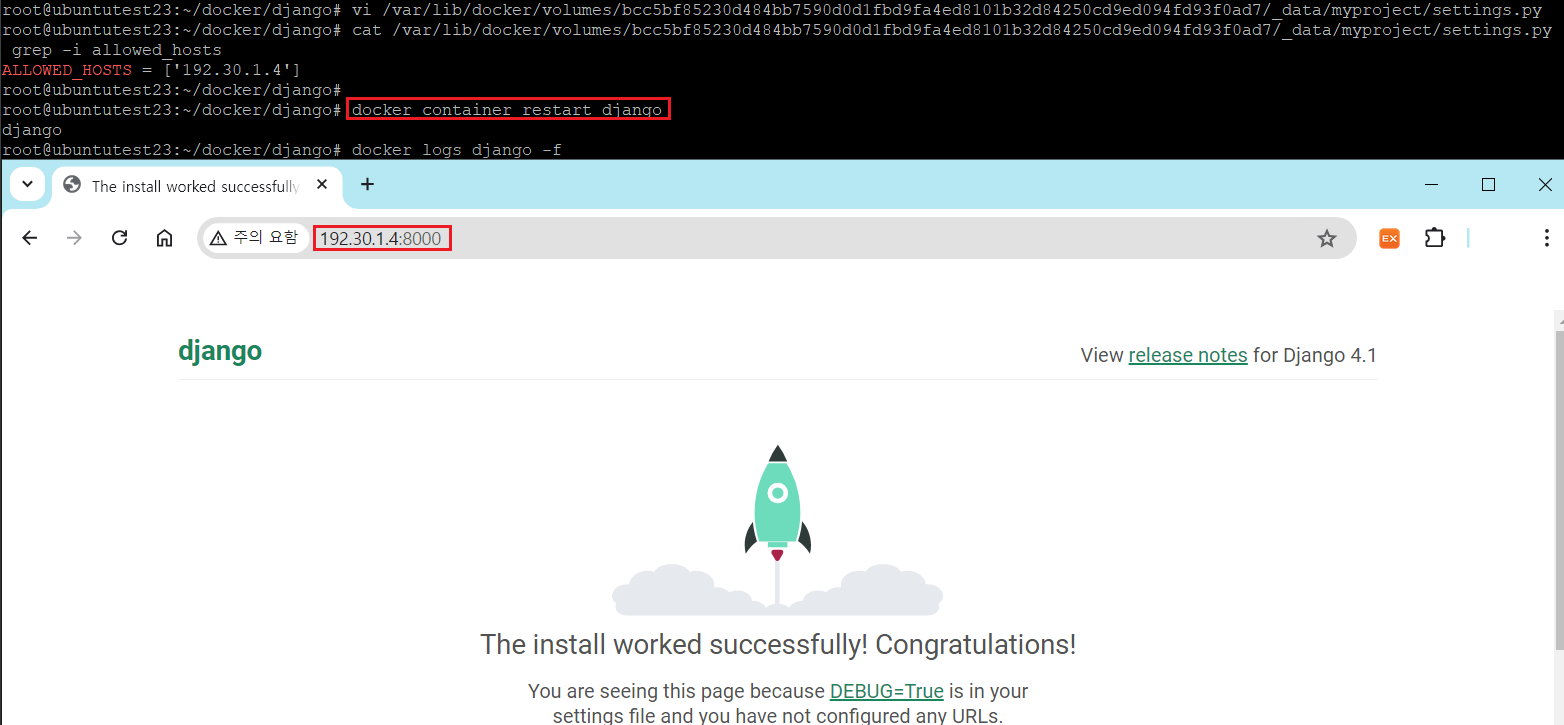 root@ubuntutest23:~/docker/django# vi /var/lib/docker/volumes/bcc5bf85230d484bb7590d0d1fbd9fa4ed8101b32d84250cd9ed094fd93f0ad7/_data/myproject/settings.py
root@ubuntutest23:~/docker/django# cat /var/lib/docker/volumes/bcc5bf85230d484bb7590d0d1fbd9fa4ed8101b32d84250cd9ed094fd93f0ad7/_data/myproject/settings.py
grep -i allowed_hosts
ALLOWED_HOSTS = ['192.30.1.4']
root@ubuntutest23:~/docker/django#
root@ubuntutest23:~/docker/django# docker container restart django
django
root@ubuntutest23:~/docker/django# docker logs django -f
The install worked successfully
주의 요함 192.30.1.4:8000
EX
django View release notes for Django 4.1
The install worked successfully! Congratulations!
You are seeing this page because DEBUG=True is in your
settings file and you have not configured any URLs.